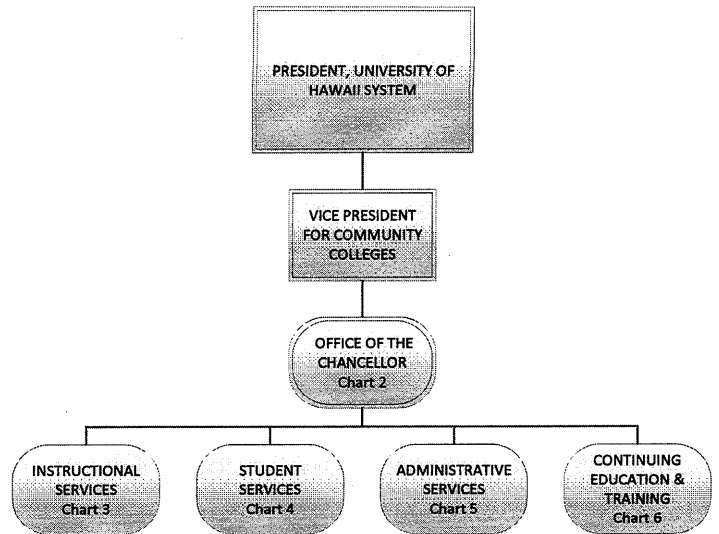 PRESIDENT, UNIVERSITY OF
HAWAII SYSTEM
VICE PRESIDENT
FOR COMMUNITY
COLLEGES
OFFICE OF THE
CHANCELLOR
Chart 2
INSTRUCTIONAL
SERVICES
Chart 3
STUDENT
SERVICES
Chart 4
ADMINISTRATIVE
SERVICES
Chart 5
CONTINUING
EDUCATION &
TRAINING
Chart 6